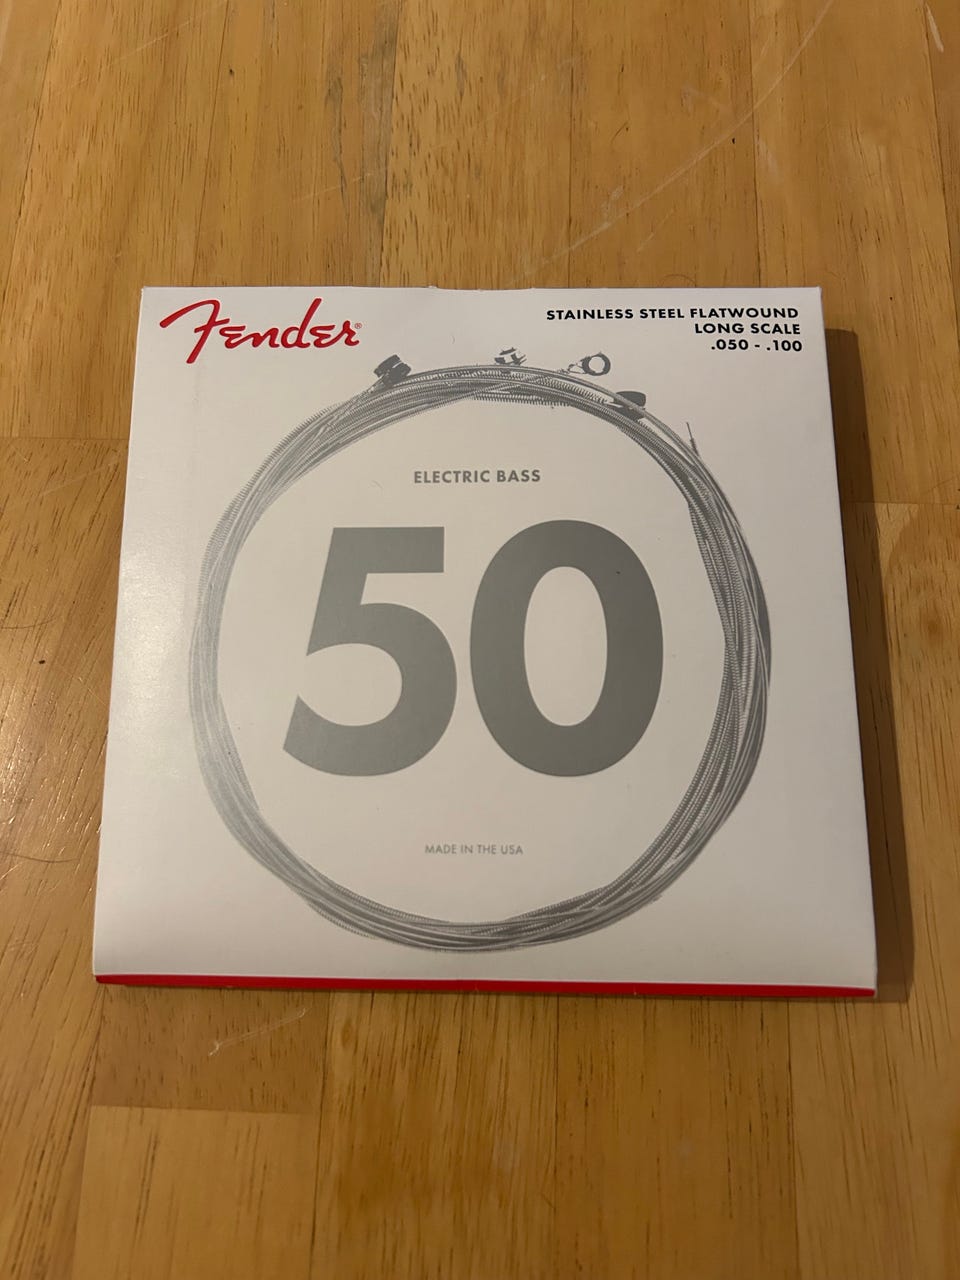 Fender®
STAINLESS STEEL FLATWOUND
LONG SCALE
.050 - .100
ELECTRIC BASS
50
MADE IN THE USA